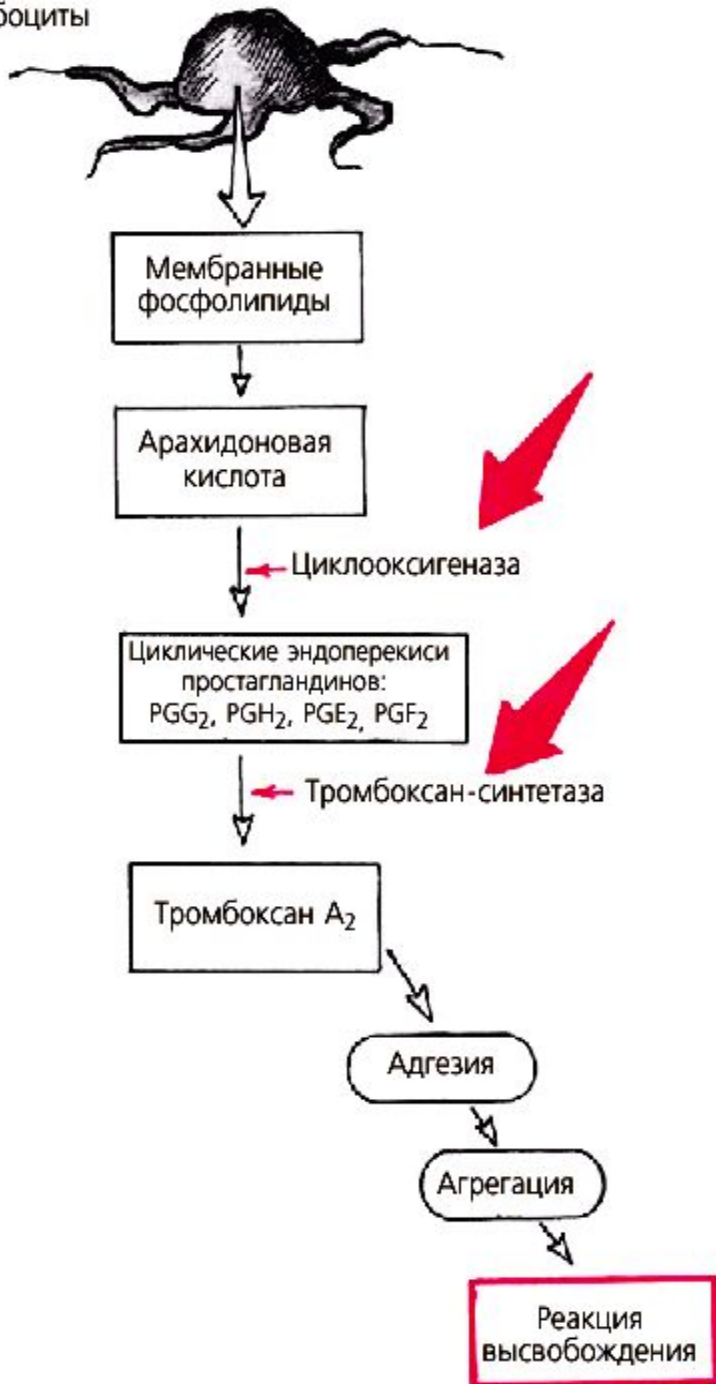 Мембранные
фосфолипиды
Арахидоновая
кислота
Циклооксигеназа
Циклические эндоперекиси
простагландинов:
PGG₂, PGH₂, PGE₂, PGF₂
Тромбоксан-синтетаза
Тромбоксан A₂
Адгезия
Агрегация
Реакция
высвобождения